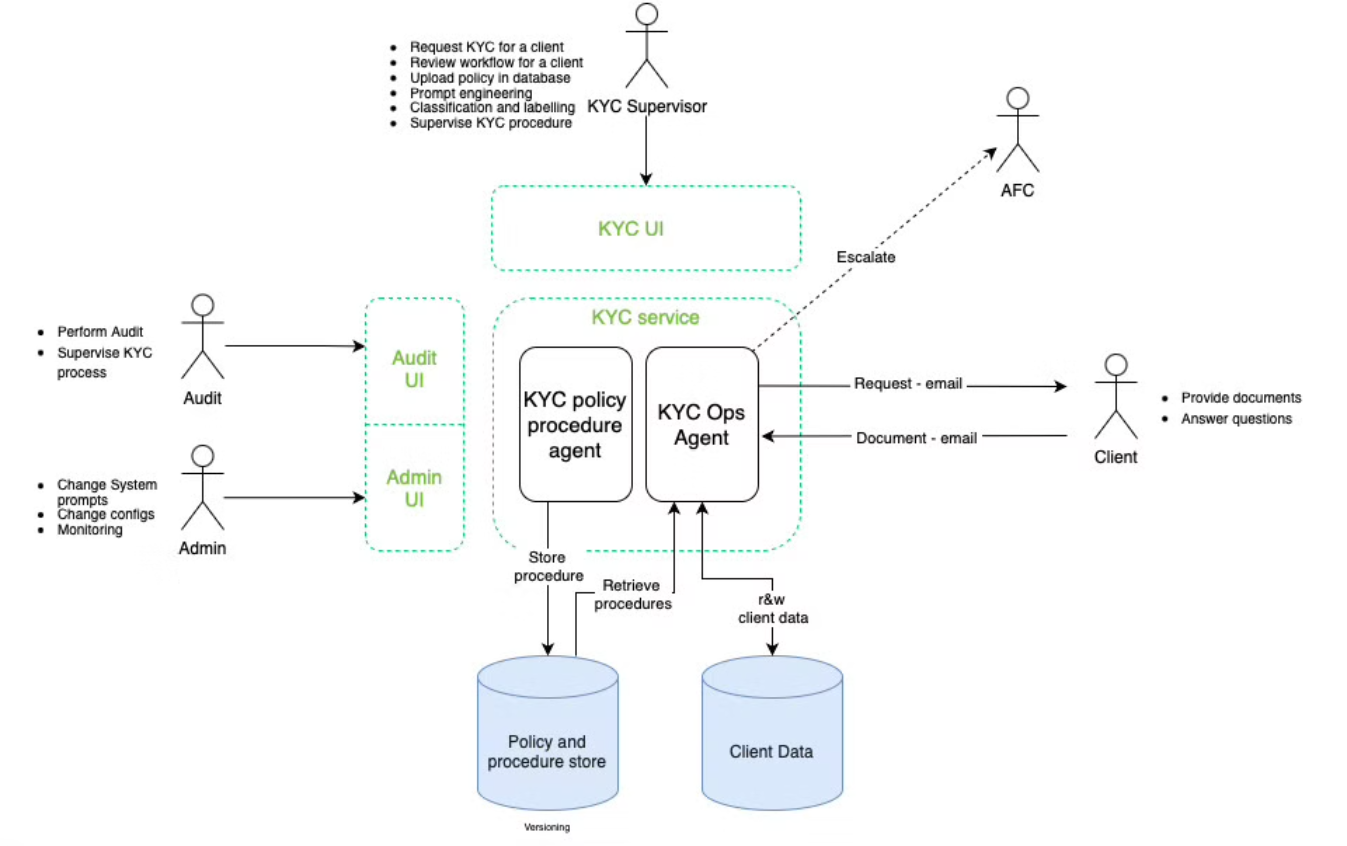 Request KYC for a client
Review workflow for a client
Upload policy in database
Prompt engineering
Classification and labelling
Supervise KYC procedure
KYC Supervisor
AFC
KYC UI
Escalate
Perform Audit
Supervise KYC
process
Audit
Audit
UI
KYC service
KYC policy
procedure
agent
KYC Ops
Agent
Request - email
Document - email
Client
Provide documents
Answer questions
Change System
prompts
Change configs
Monitoring
Admin
Admin
UI
Store
procedure
Retrieve
procedures
r&w
client data
Policy and
procedure store
Client Data
Versioning